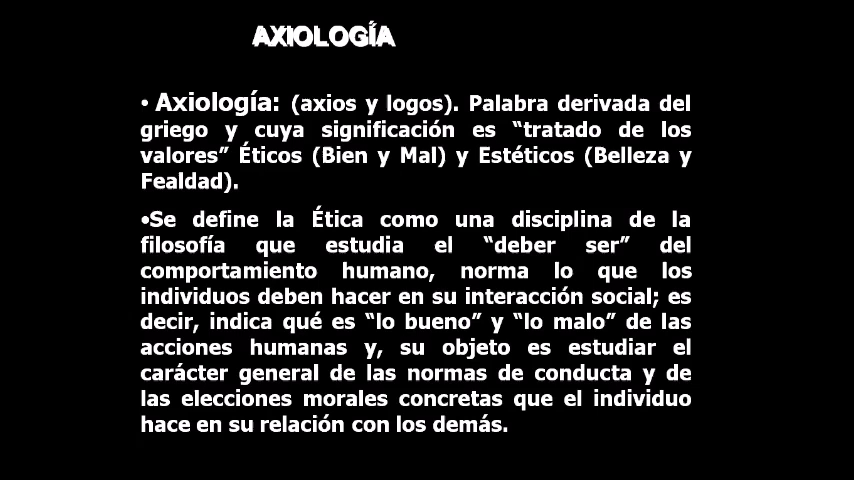 AXIOLOGÍA
• Axiología: (axios y logos). Palabra derivada del
griego y cuya significación es “tratado de los
valores” Éticos (Bien y Mal) y Estéticos (Belleza y
Fealdad).
•Se define la Ética como una disciplina de la
filosofía que estudia el “deber ser” del
comportamiento humano, norma lo que los
individuos deben hacer en su interacción social; es
decir, indica qué es “lo bueno” y “lo malo” de las
acciones humanas y, su objeto es estudiar el
carácter general de las normas de conducta y de
las elecciones morales concretas que el individuo
hace en su relación con los demás.